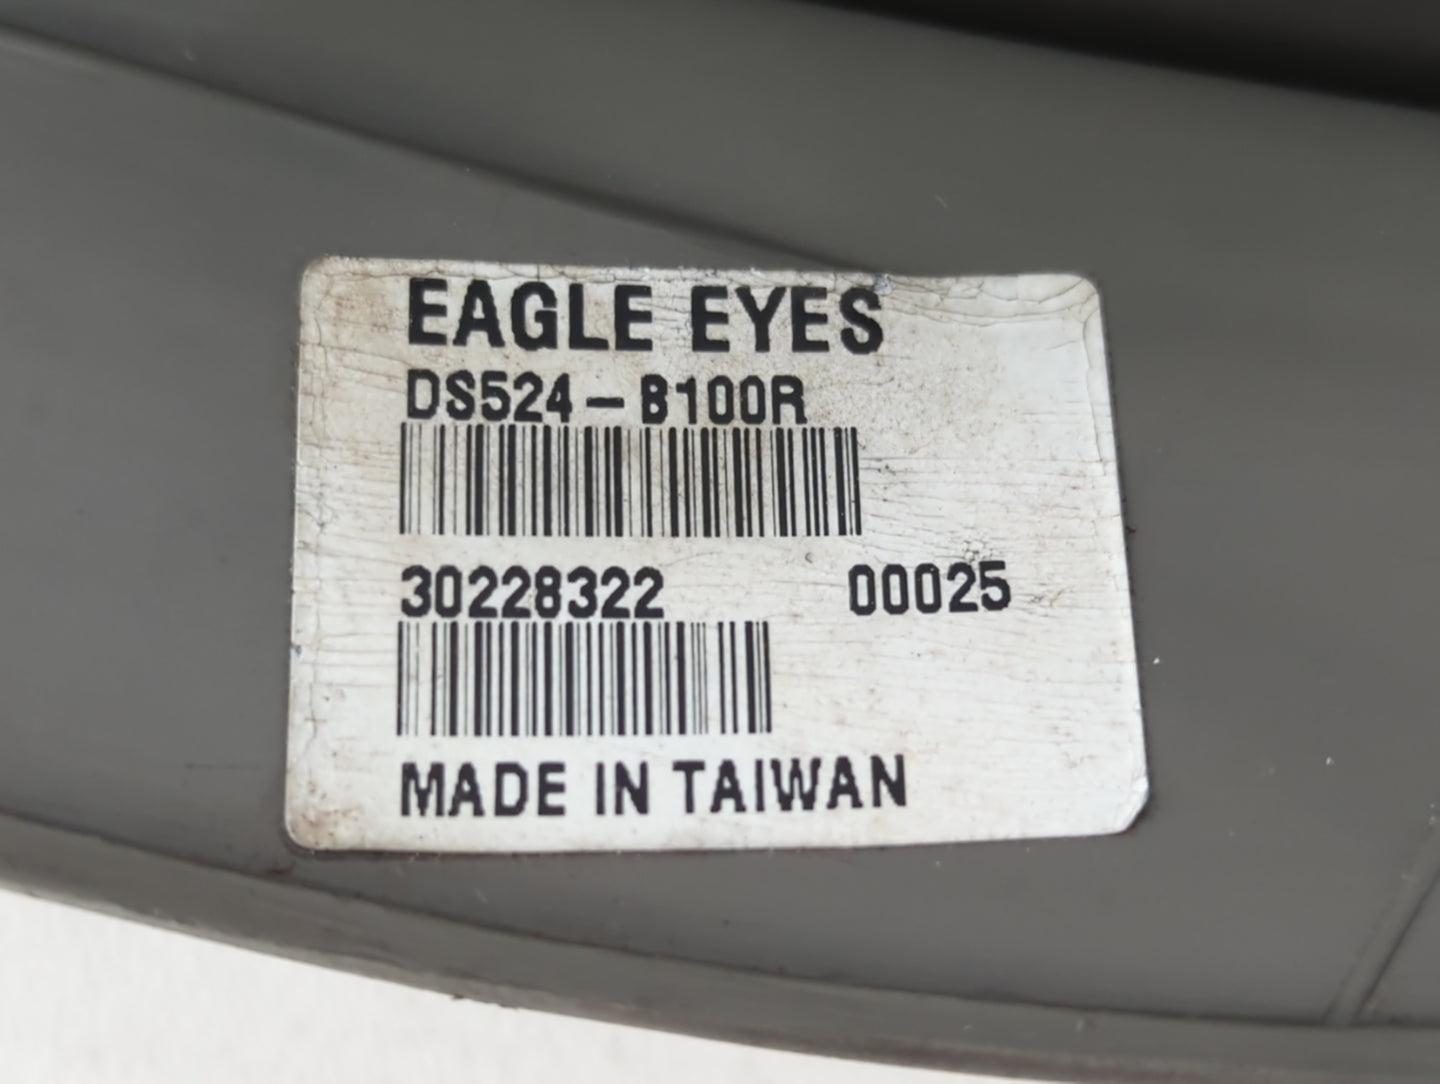 EAGLE EYES
DS524-B100R
30228322 00025
MADE IN TAIWAN